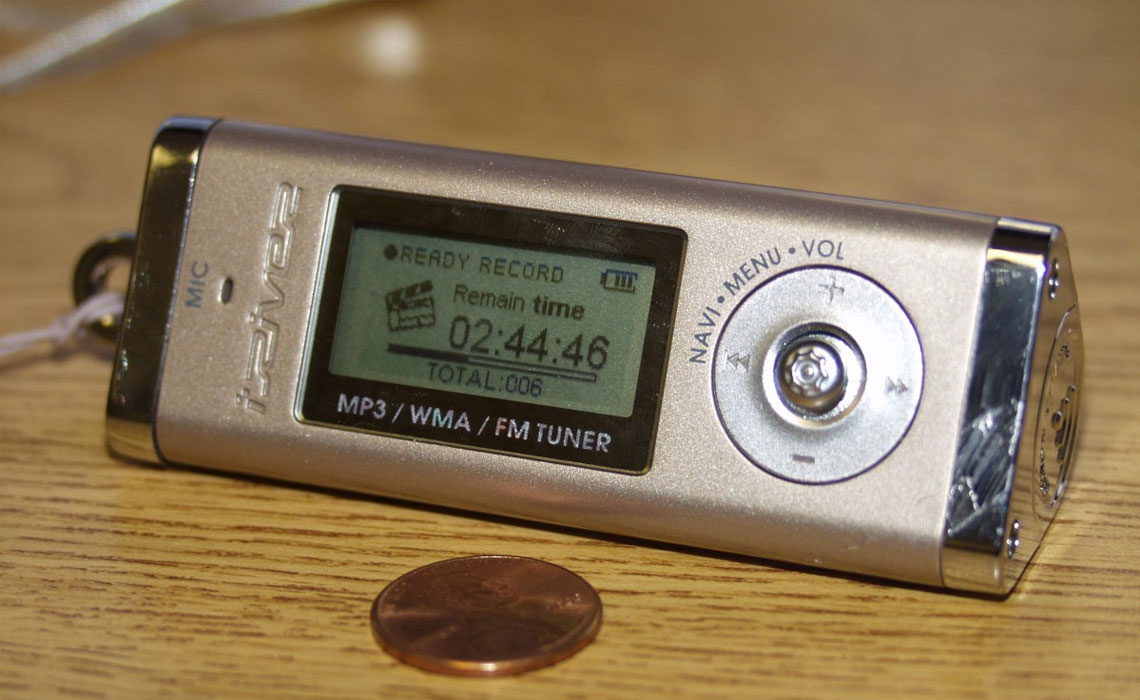 MIC
iRiver
●READY RECORD
Remain time
02:44:46
TOTAL:006
MP3 / WMA / FM TUNER
NAVI • MENU • VOL
+
−